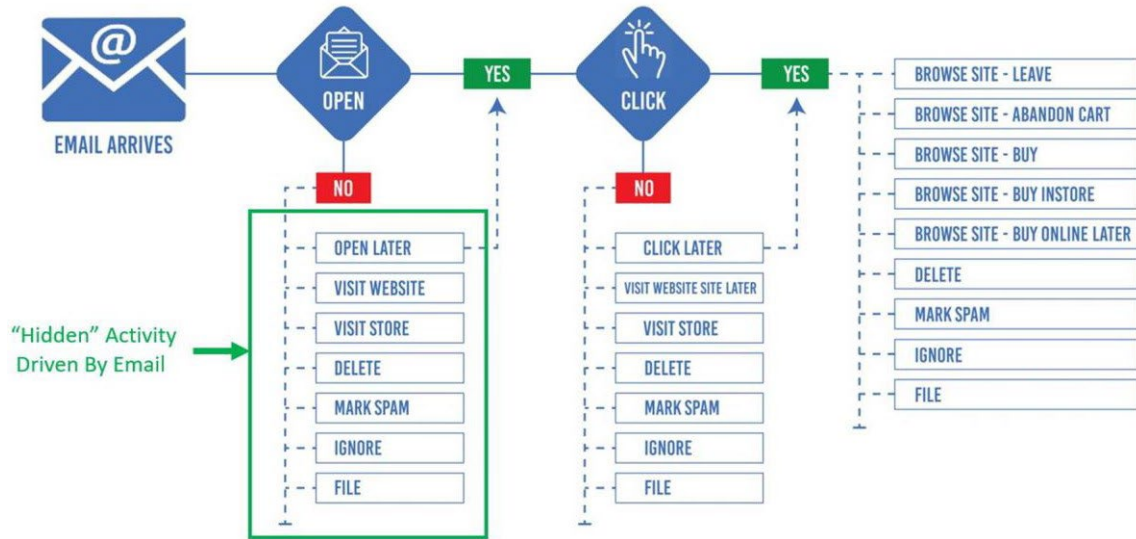 @
EMAIL ARRIVES
OPEN
YES
CLICK
YES
NO
NO
"Hidden" Activity
Driven By Email
OPEN LATER
VISIT WEBSITE
VISIT STORE
DELETE
MARK SPAM
IGNORE
FILE
CLICK LATER
VISIT WEBSITE SITE LATER
VISIT STORE
DELETE
MARK SPAM
IGNORE
FILE
BROWSE SITE - LEAVE
BROWSE SITE - ABANDON CART
BROWSE SITE - BUY
BROWSE SITE - BUY INSTORE
BROWSE SITE - BUY ONLINE LATER
DELETE
MARK SPAM
IGNORE
FILE